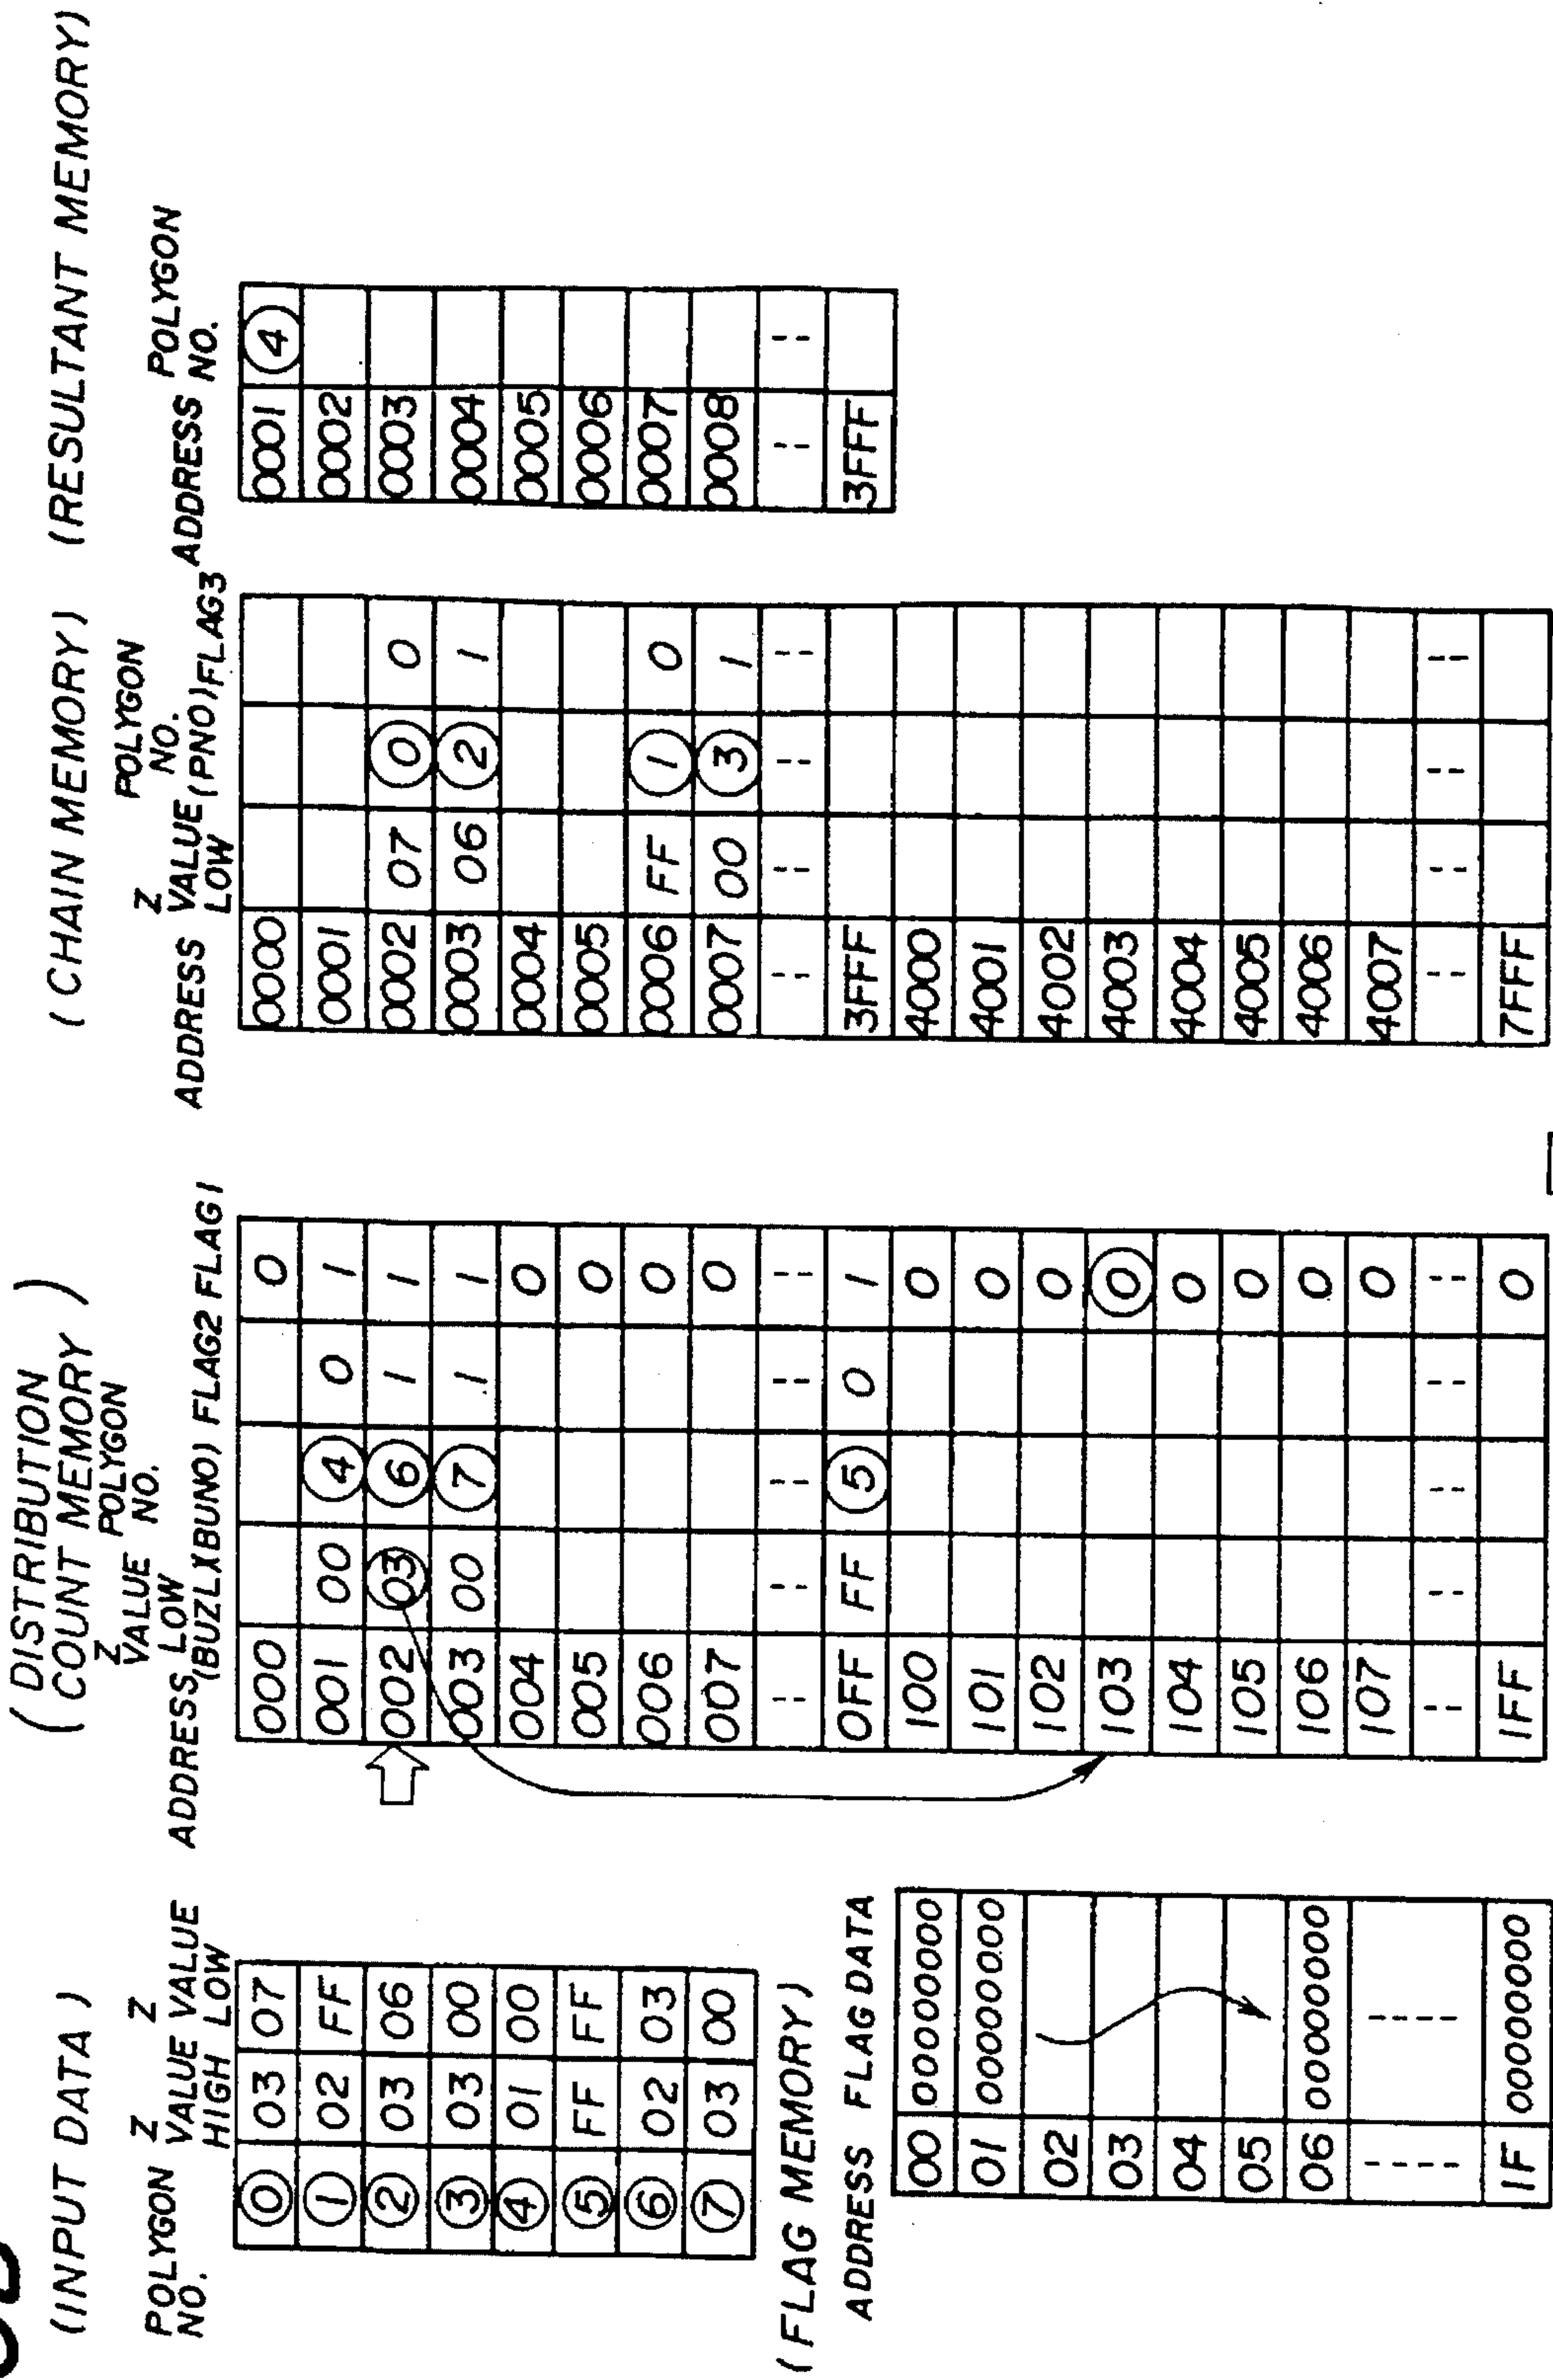 (INPUT DATA)
POLYGON Z Z
NO. VALUE VALUE
HIGH LOW
0 03 07
1 02 FF
2 03 06
3 03 00
4 01 00
5 FF FF
6 02 03
7 03 00
(FLAG MEMORY)
ADDRESS FLAG DATA
00 00000000
01 00000000
02
03
04
05
06 00000000
---- ----
1F 00000000
(DISTRIBUTION
COUNT MEMORY)
Z POLYGON
VALUE NO.
ADDRESS LOW
(BUZLXBUNO) FLAG2 FLAG1
000 0
001 00 4 0 1
002 03 6 1 1
003 00 7 1 1
004 0
005 0
006 0
007 0
-- -- -- -- --
0FF FF 5 0 1
100 0
101 0
102 0
103 0
104 0
105 0
106 0
107 0
-- -- -- -- --
1FF 0
(CHAIN MEMORY)
POLYGON
Z NO.
ADDRESS VALUE (PNO) FLAG3
LOW
0000
0001
0002 07 0 0
0003 06 2 1
0004
0005
0006 FF 1 0
0007 00 3 1
-- -- -- --
3FFF
4000
4001
4002
4003
4004
4005
4006
4007
-- -- -- --
7FFF
(RESULTANT MEMORY)
ADDRESS POLYGON
NO.
0001 4
0002
0003
0004
0005
0006
0007
0008
-- --
3FFF